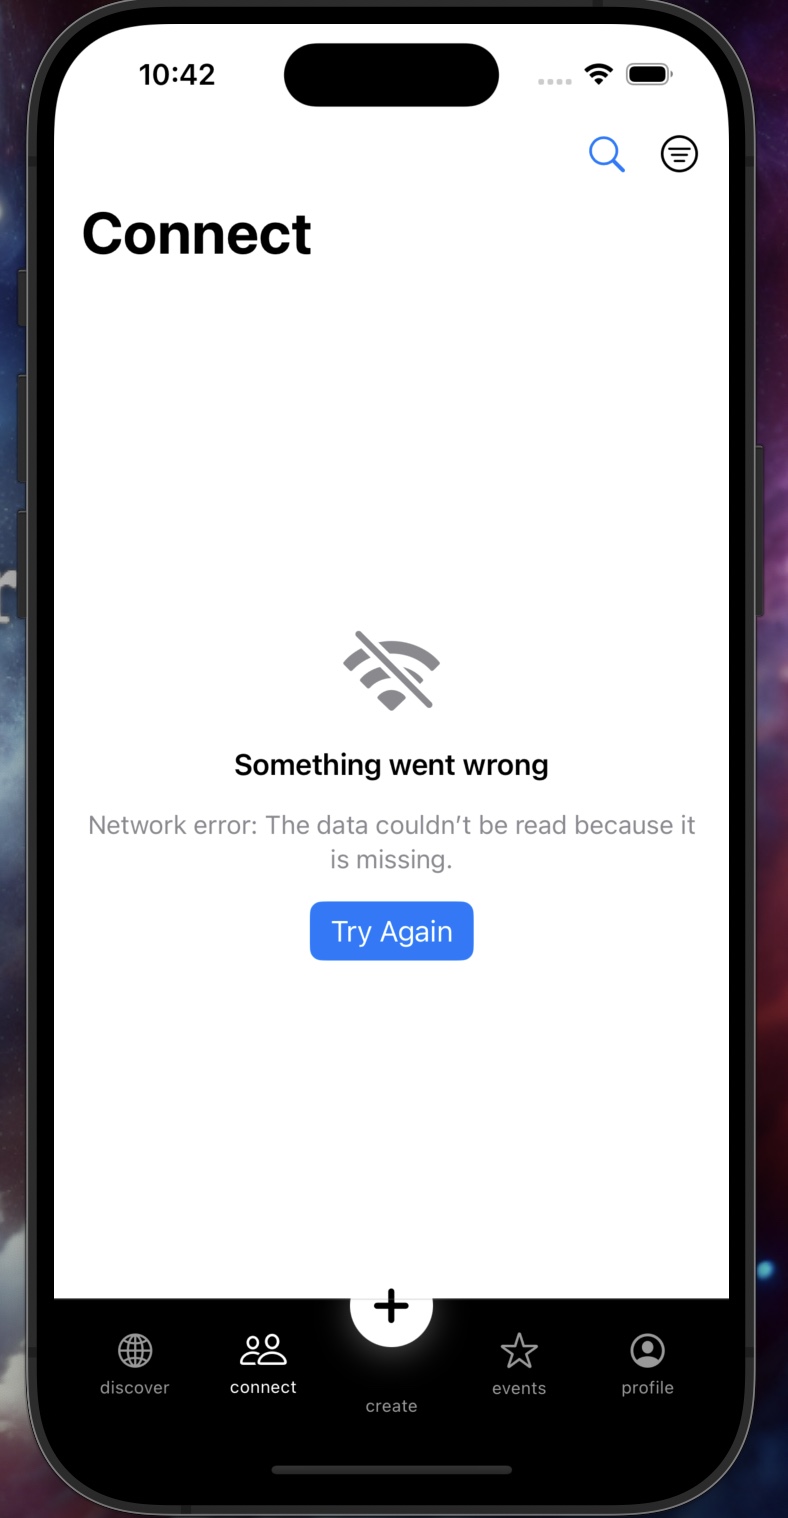 10:42
Connect
Something went wrong
Network error: The data couldn’t be read because it
is missing.
Try Again
discover
connect
create
events
profile